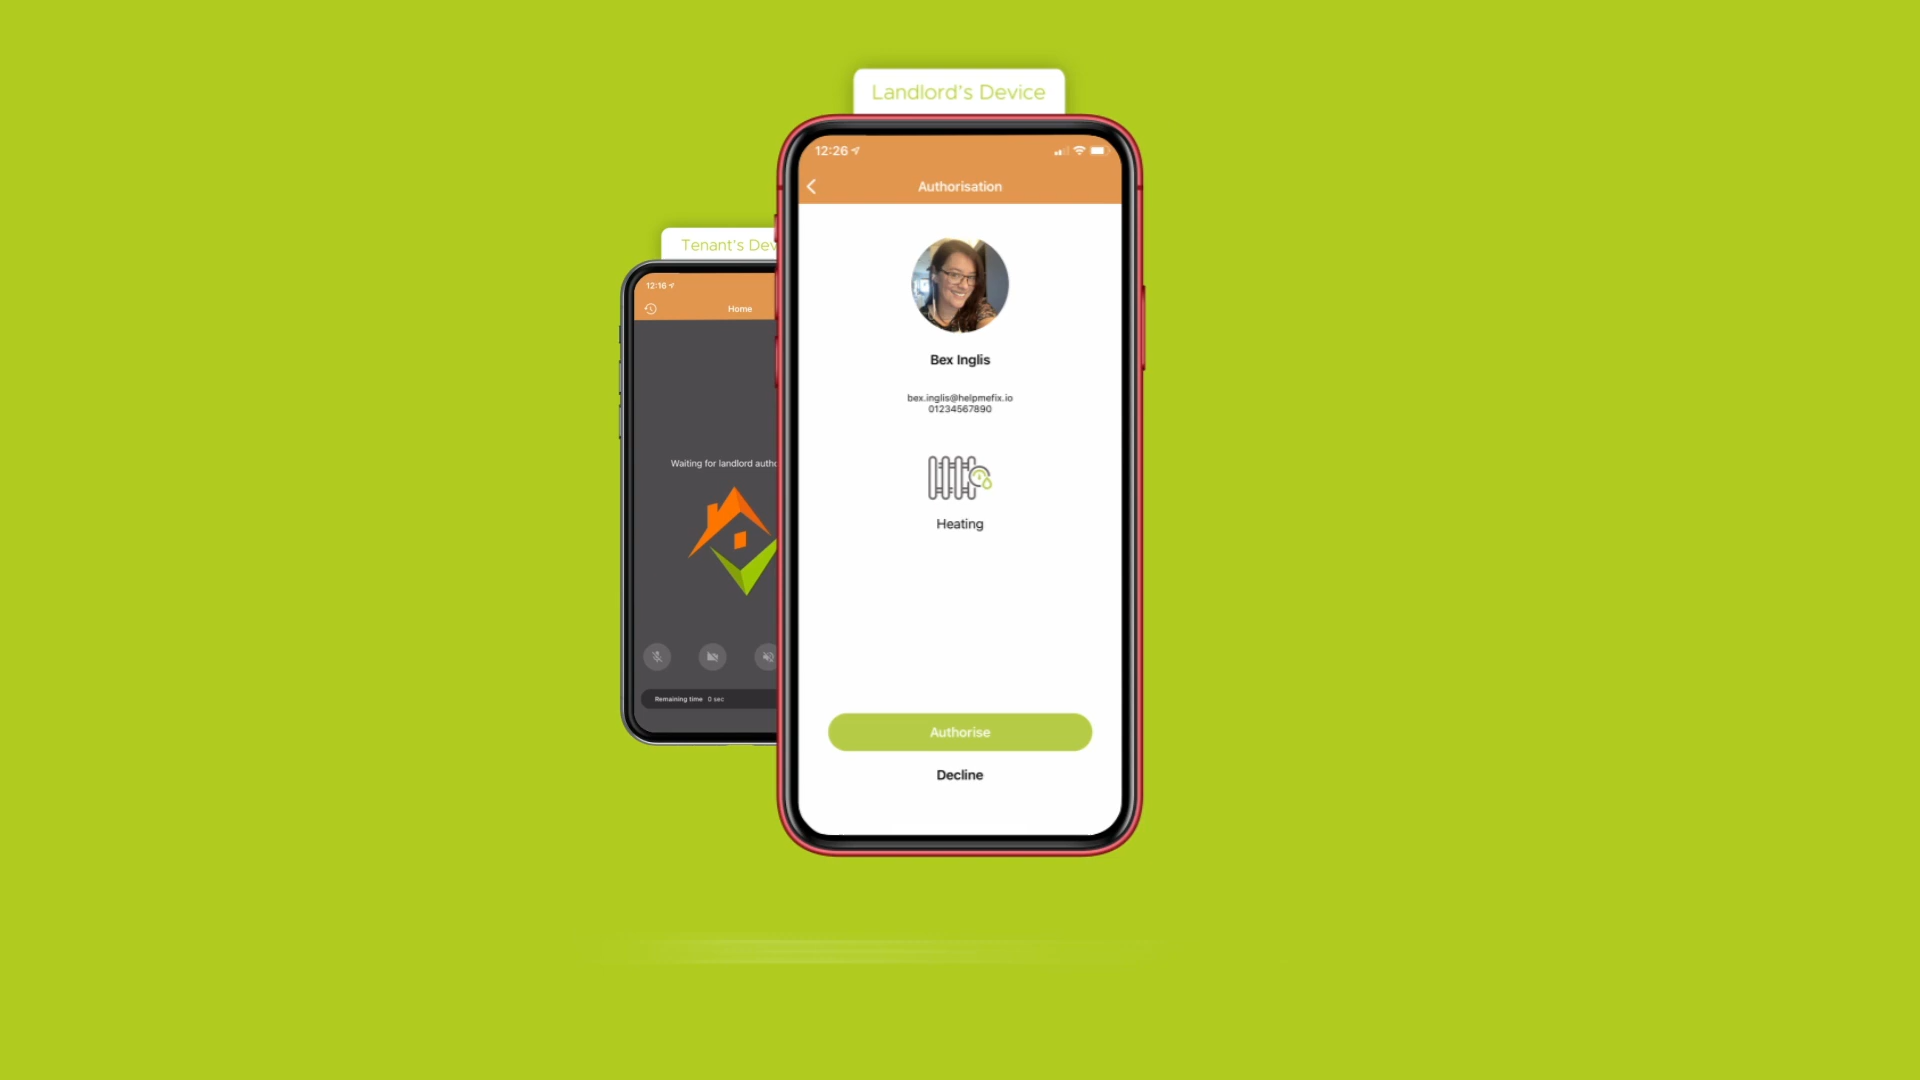 Landlord's Device
12:26
Authorisation
Bex Inglis
bex.inglis@helpmefix.io
01234567890
Heating
Authorise
Decline
Tenant's Dev
12:16
Home
Waiting for landlord autho
Remaining time 0 sec